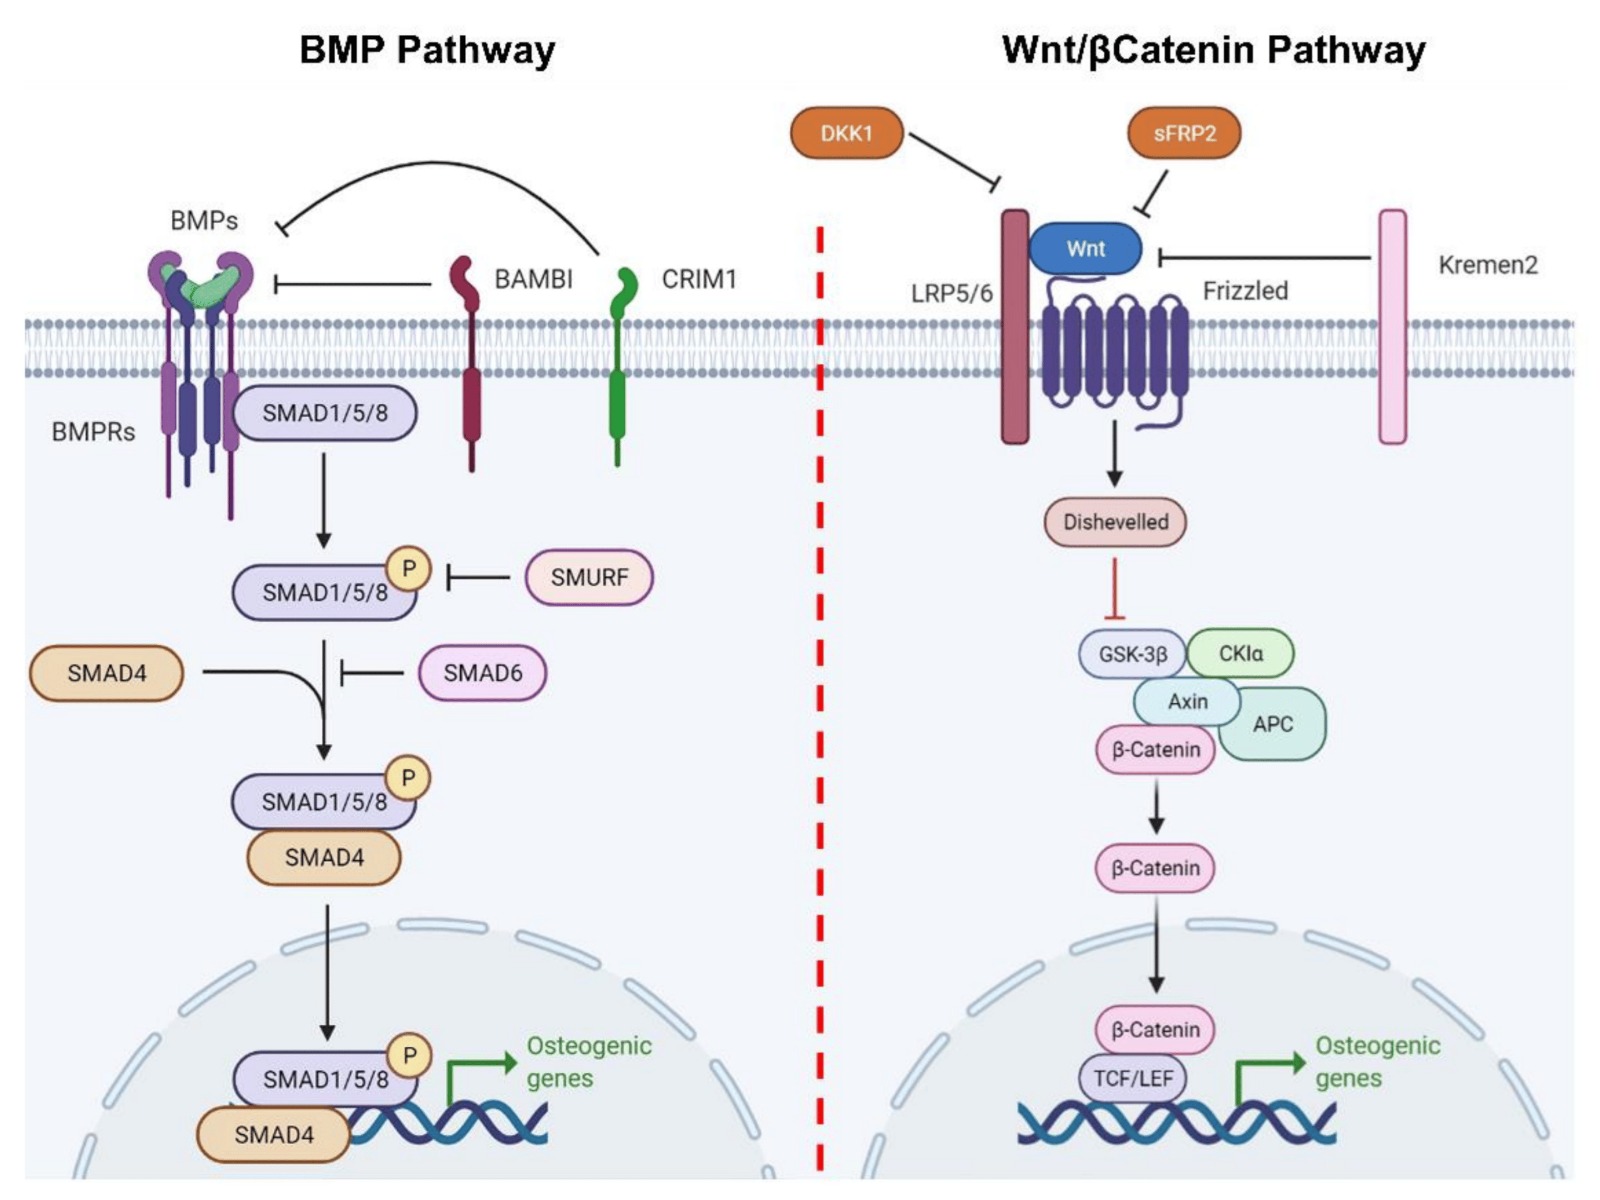 BMP Pathway
BMPs
BAMBI
CRIM1
BMPRs
SMAD1/5/8
SMAD1/5/8
P
SMURF
SMAD4
SMAD6
SMAD1/5/8
P
SMAD4
SMAD1/5/8
P
SMAD4
Osteogenic
genes
Wnt/βCatenin Pathway
DKK1
sFRP2
Wnt
LRP5/6
Frizzled
Kremen2
Dishevelled
GSK-3β
CKIα
Axin
APC
β-Catenin
β-Catenin
β-Catenin
TCF/LEF
Osteogenic
genes